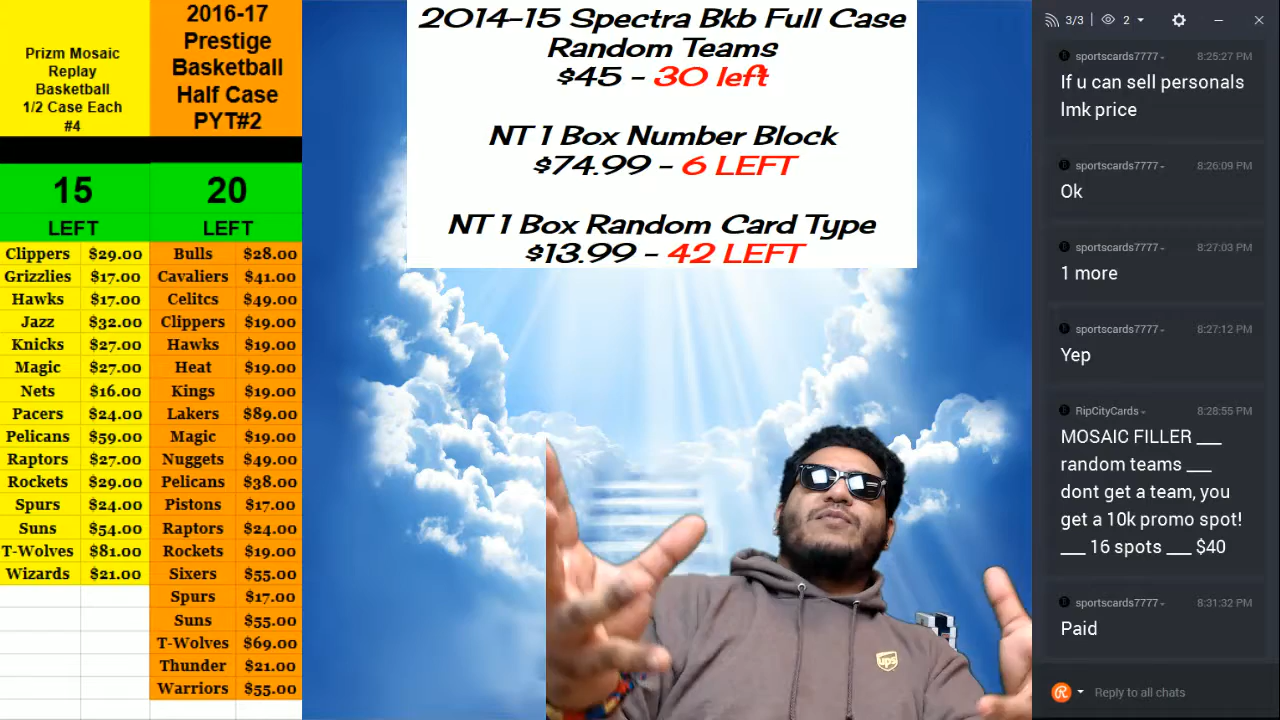 Prizm Mosaic
Replay
Basketball
1/2 Case Each
#4
15
LEFT
Clippers $29.00
Grizzlies $17.00
Hawks $17.00
Jazz $32.00
Knicks $27.00
Magic $27.00
Nets $16.00
Pacers $24.00
Pelicans $59.00
Raptors $27.00
Rockets $29.00
Spurs $24.00
Suns $54.00
T-Wolves $81.00
Wizards $21.00
2016-17
Prestige
Basketball
Half Case
PYT#2
20
LEFT
Bulls $28.00
Cavaliers $41.00
Celitcs $49.00
Clippers $19.00
Hawks $19.00
Heat $19.00
Kings $19.00
Lakers $89.00
Magic $19.00
Nuggets $49.00
Pelicans $38.00
Pistons $17.00
Raptors $24.00
Rockets $19.00
Sixers $55.00
Spurs $17.00
Suns $55.00
T-Wolves $69.00
Thunder $21.00
Warriors $55.00
2014-15 Spectra Bkb Full Case
Random Teams
$45 - 30 left
NT 1 Box Number Block
$74.99 - 6 LEFT
NT 1 Box Random Card Type
$13.99 - 42 LEFT
ups
3/3 2
sportscards7777 8:25:27 PM
If u can sell personals
lmk price
sportscards7777 8:26:09 PM
Ok
sportscards7777 8:27:03 PM
1 more
sportscards7777 8:27:12 PM
Yep
RipCityCards 8:28:55 PM
MOSAIC FILLER ___
random teams ___
dont get a team, you
get a 10k promo spot!
___ 16 spots ___ $40
sportscards7777 8:31:32 PM
Paid
Reply to all chats